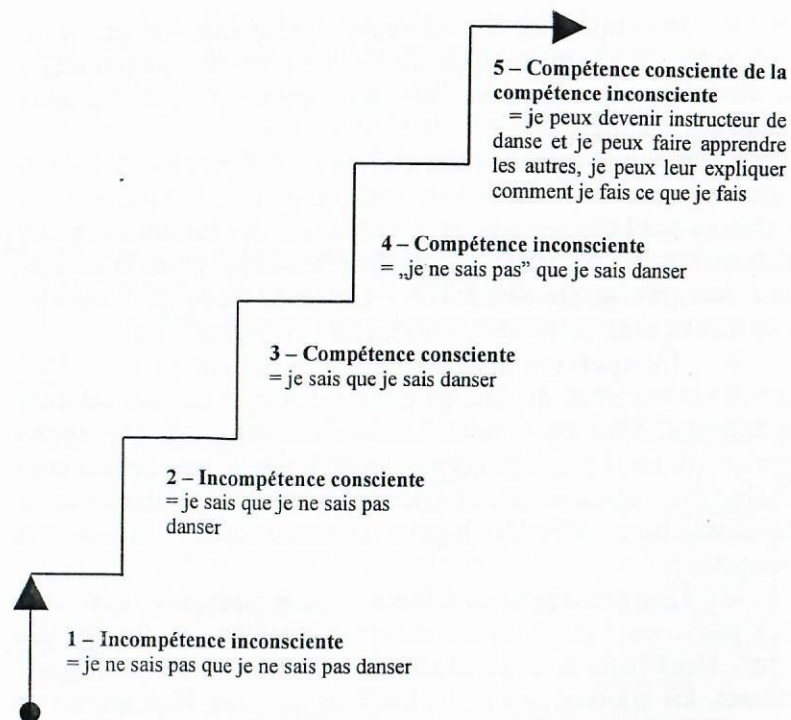 5 – Compétence consciente de la
compétence inconsciente
= je peux devenir instructeur de
danse et je peux faire apprendre
les autres, je peux leur expliquer
comment je fais ce que je fais
4 – Compétence inconsciente
= „je ne sais pas” que je sais danser
3 – Compétence consciente
= je sais que je sais danser
2 – Incompétence consciente
= je sais que je ne sais pas
danser
1 – Incompétence inconsciente
= je ne sais pas que je ne sais pas danser